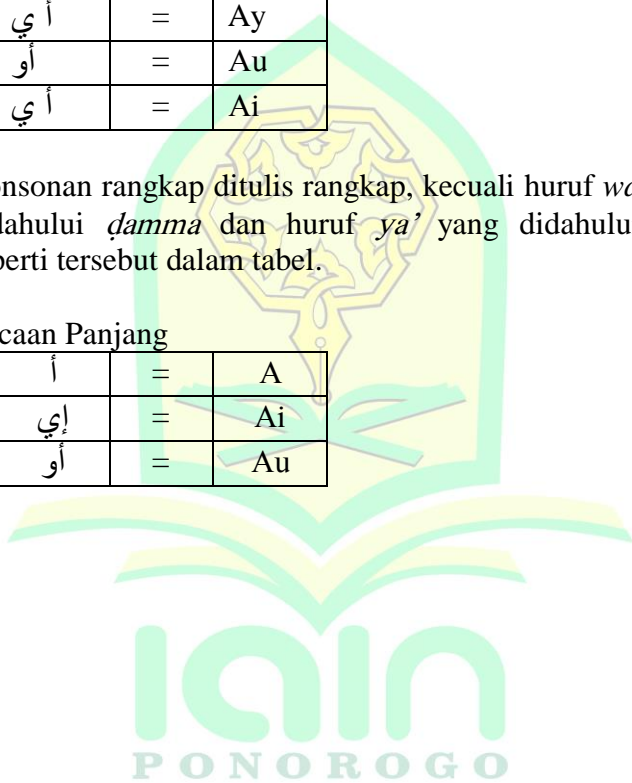 أ ي = Ay
أو = Au
أ ي = Ai
onsonan rangkap ditulis rangkap, kecuali huruf
dahului ḍamma dan huruf ya’ yang didahulu
perti tersebut dalam tabel.
caan Panjang
أ = A
إي = Ai
أو = Au
iain
PONOROGO